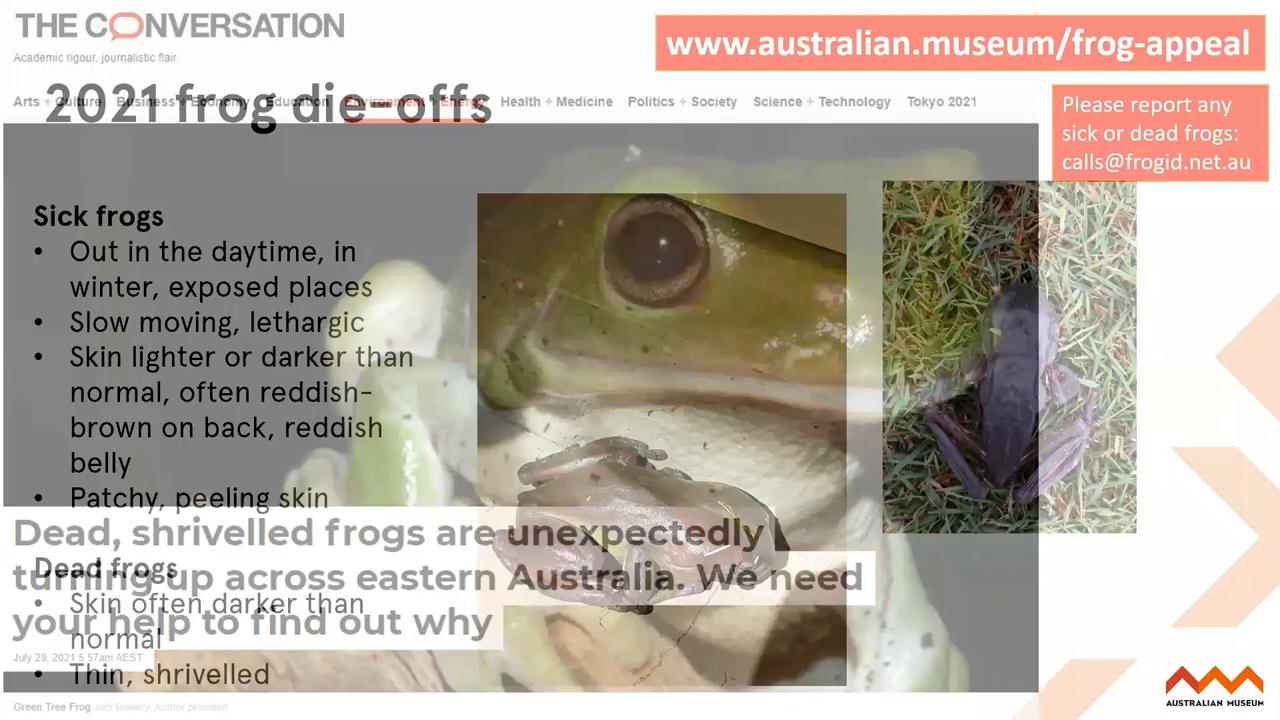 THE CONVERSATION
Academic rigour, journalistic flair
Arts + Culture Business + Economy Education Environment + Energy Health + Medicine Politics + Society Science + Technology Tokyo 2021
www.australian.museum/frog-appeal
Please report any
sick or dead frogs:
calls@frogid.net.au
2021 frog die-offs
Sick frogs
• Out in the daytime, in
winter, exposed places
• Slow moving, lethargic
• Skin lighter or darker than
normal, often reddish-
brown on back, reddish
belly
• Patchy, peeling skin
Dead frogs
• Skin often darker than
normal
• Thin, shrivelled
Dead, shrivelled frogs are unexpectedly
turning up across eastern Australia. We need
your help to find out why
July 29, 2021 5.57am AEST
Green Tree Frog Jodi Rowley, Author provided
AUSTRALIAN MUSEUM